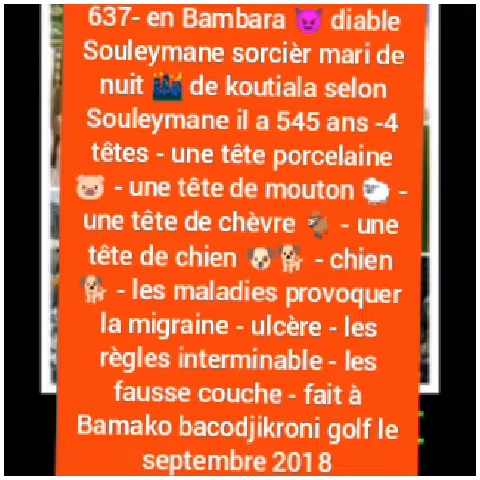 637- en Bambara 😈 diable
Souleymane sorcièr mari de
nuit 🌃 de koutiala selon
Souleymane il a 545 ans -4
têtes - une tête porcelaine
🐷 - une tête de mouton 🐑 -
une tête de chèvre 🐐 - une
tête de chien 🐶🐕 - chien
🐕 - les maladies provoquer
la migraine - ulcère - les
règles interminable - les
fausse couche - fait à
Bamako bacodjikroni golf le
septembre 2018